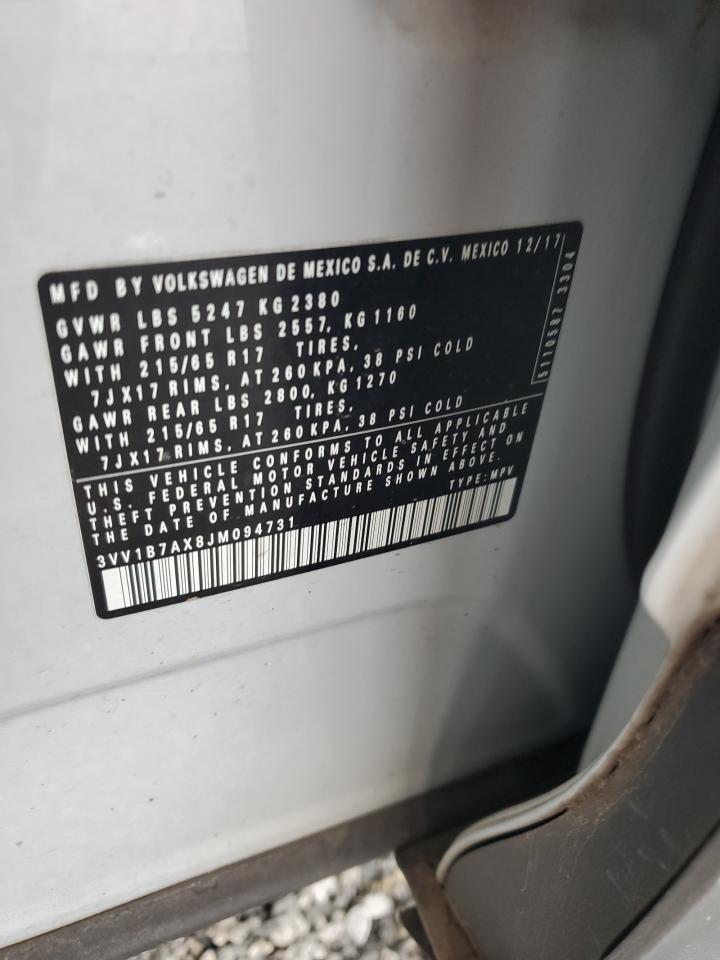 MFD BY VOLKSWAGEN DE MEXICO S.A. DE C.V. MEXICO 12/17
GVWR LBS 5247 KG 2380
GAWR FRONT LBS 2557, KG 1160
WITH 215/65 R17 TIRES,
7JX17 RIMS, AT 260 KPA, 38 PSI COLD
GAWR REAR LBS 2800, KG 1270
WITH 215/65 R17 TIRES,
7JX17 RIMS, AT 260 KPA, 38 PSI COLD
5110587 3304
THIS VEHICLE CONFORMS TO ALL APPLICABLE
U.S. FEDERAL MOTOR VEHICLE SAFETY AND
THEFT PREVENTION STANDARDS IN EFFECT ON
THE DATE OF MANUFACTURE SHOWN ABOVE.
3VV1B7AX8JM094731 TYPE: MPV